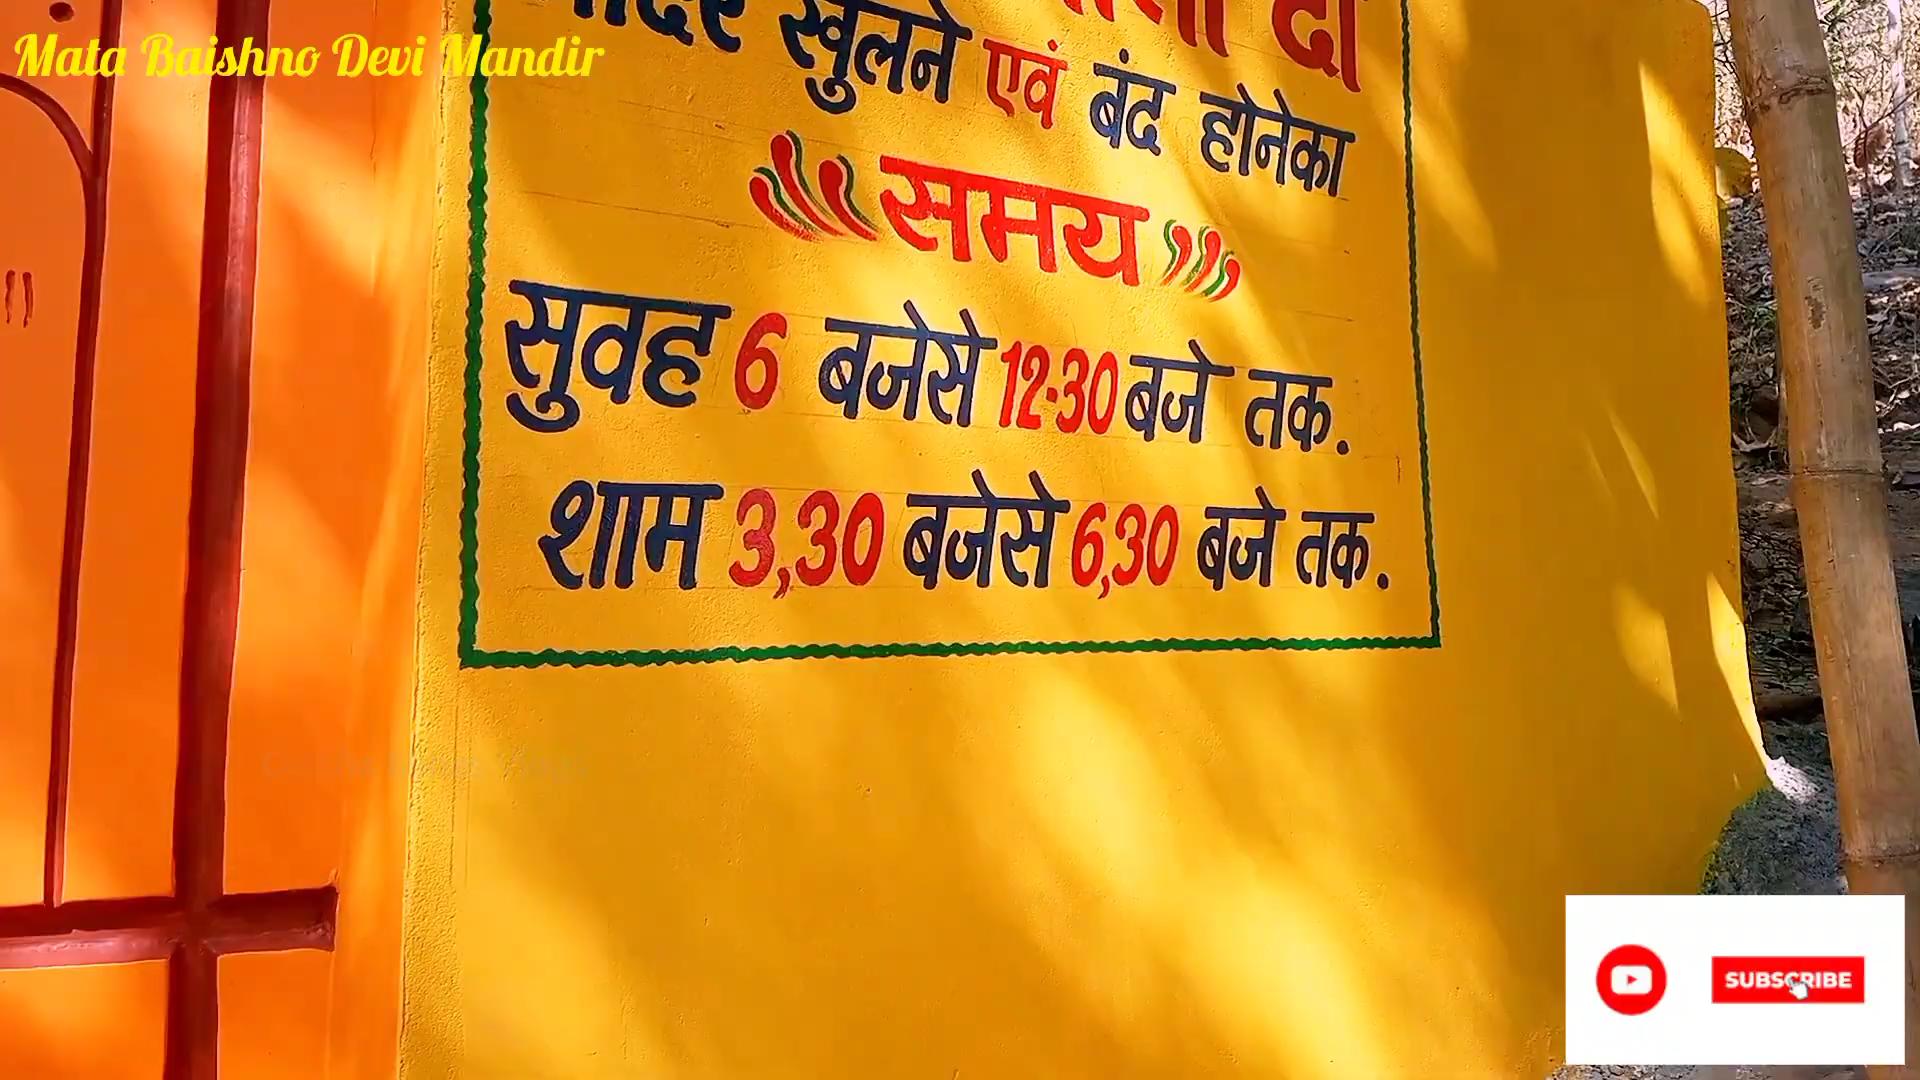 Mata Baishno Devi Mandir
खुलने एवं बंद होनेका
समय
सुवह 6 बजेसे 12-30 बजे तक.
शाम 3,30 बजेसे 6,30 बजे तक.
SUBSCRIBE